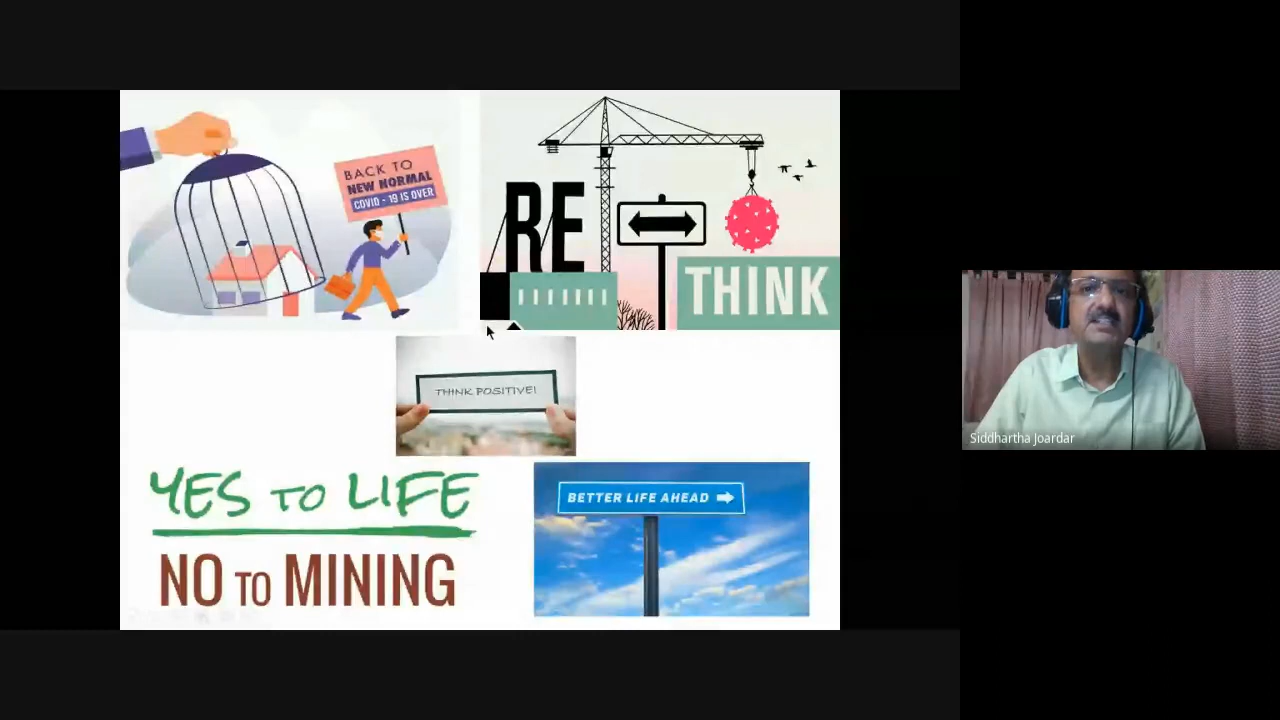 BACK TO
NEW NORMAL
COVID - 19 IS OVER
RE
THINK
THINK POSITIVE!
YES TO LIFE
NO TO MINING
BETTER LIFE AHEAD
Siddhartha Joardar